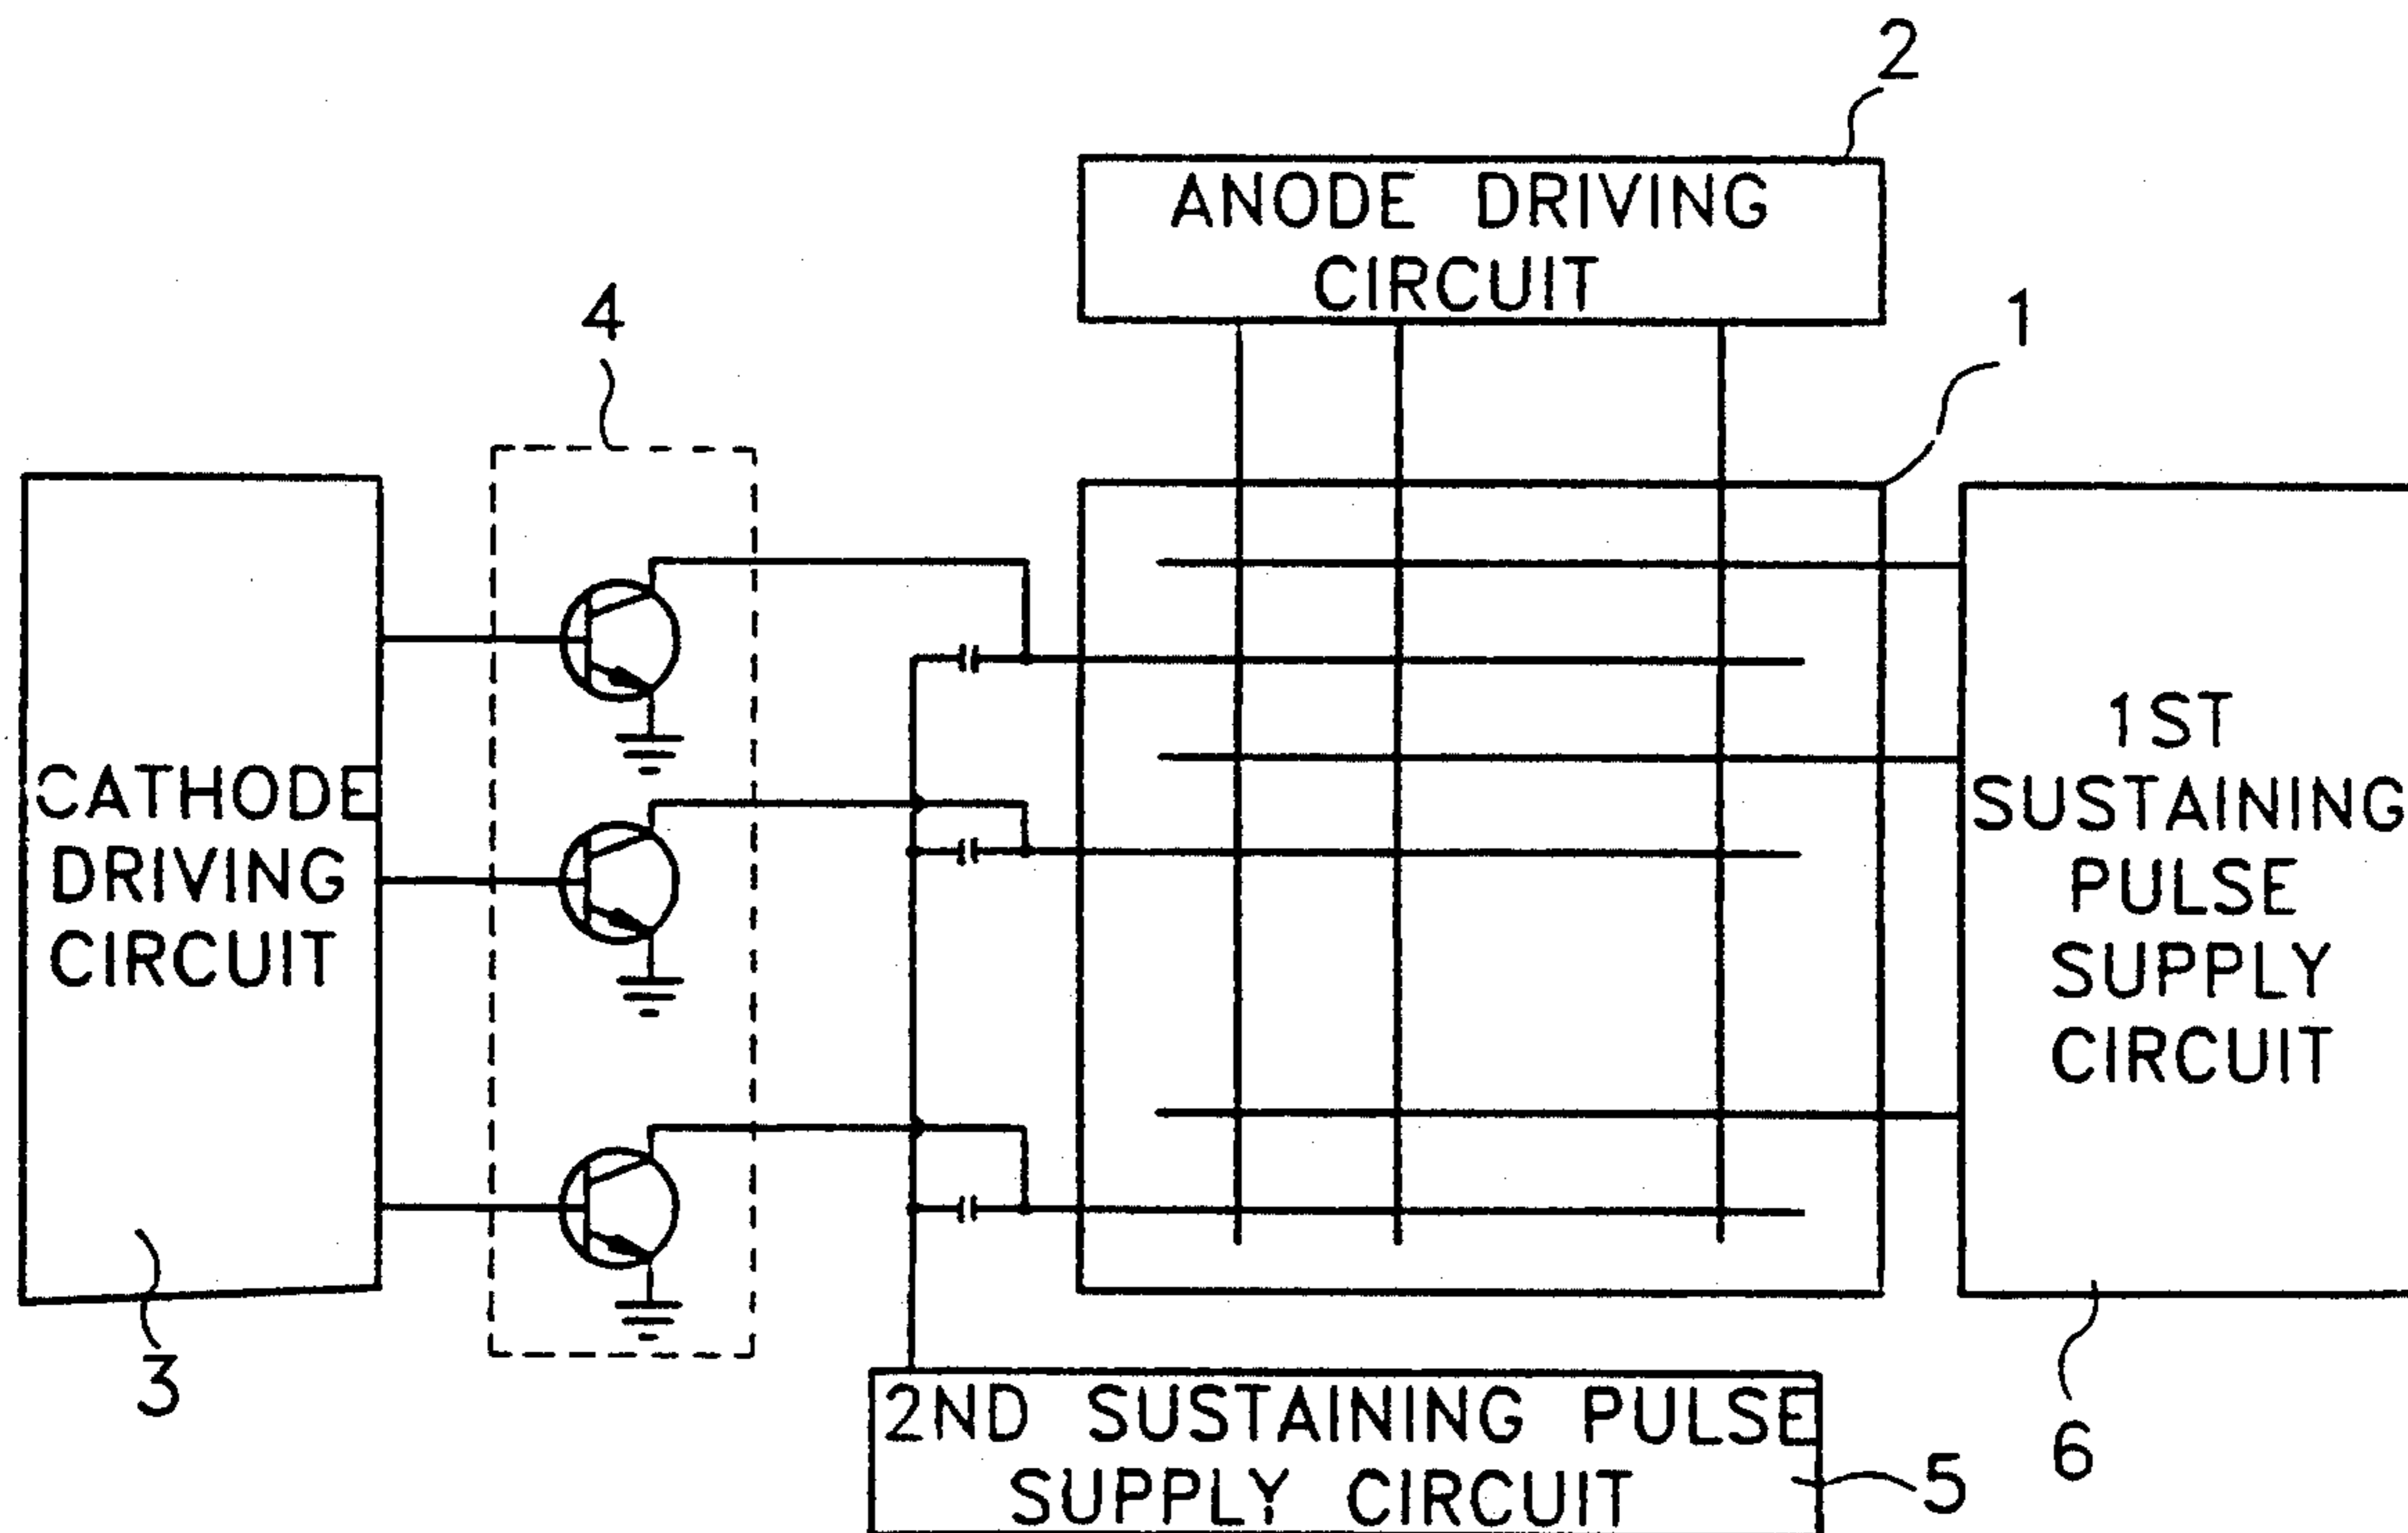 2
ANODE DRIVING
CIRCUIT
4
1
CATHODE
DRIVING
CIRCUIT
1ST
SUSTAINING
PULSE
SUPPLY
CIRCUIT
3
2ND SUSTAINING PULSE
SUPPLY CIRCUIT
5
6